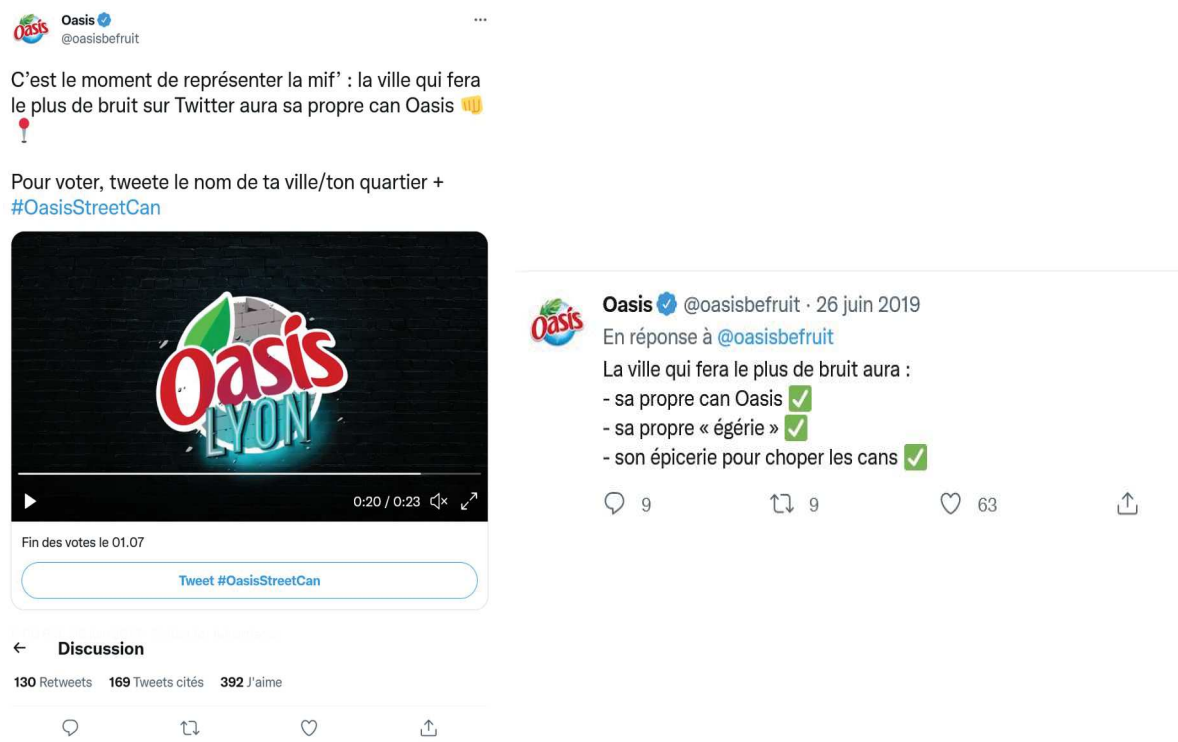 Oasis
@oasisbefruit
C’est le moment de représenter la mif’ : la ville qui fera
le plus de bruit sur Twitter aura sa propre can Oasis 👊
📍
Pour voter, tweete le nom de ta ville/ton quartier +
#OasisStreetCan
Oasis
LYON
0:20 / 0:23
Fin des votes le 01.07
Tweet #OasisStreetCan
← Discussion
130 Retweets 169 Tweets cités 392 J'aime
Oasis @oasisbefruit · 26 juin 2019
En réponse à @oasisbefruit
La ville qui fera le plus de bruit aura :
- sa propre can Oasis ✅
- sa propre « égérie » ✅
- son épicerie pour choper les cans ✅
9 9 63